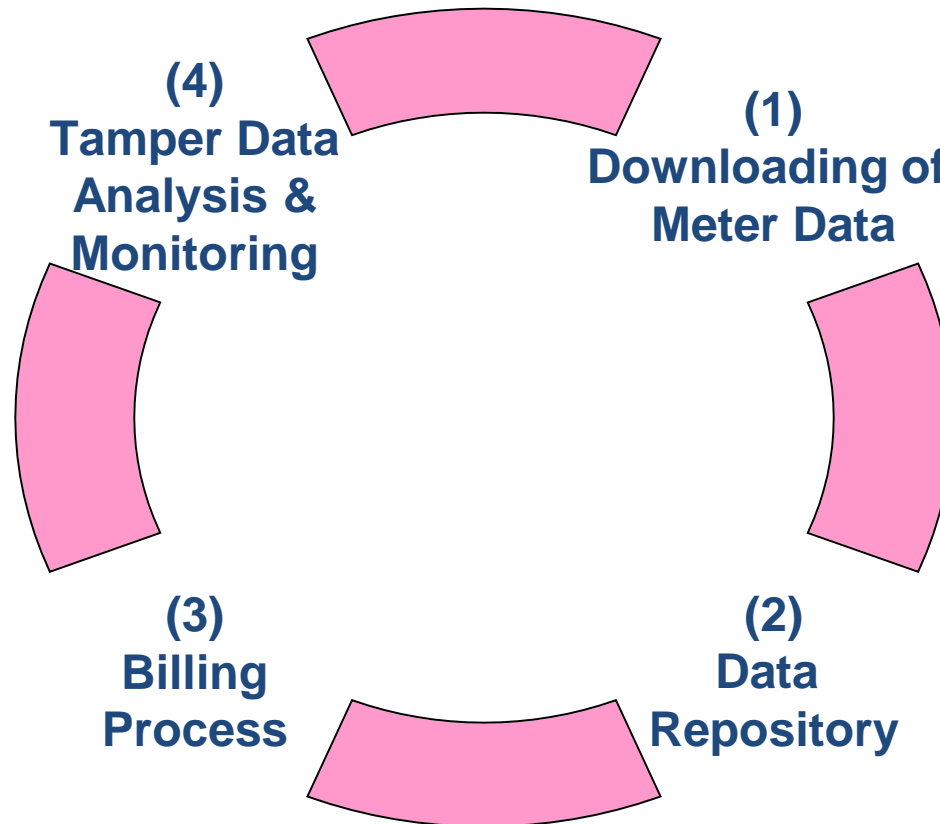 (1)
Downloading of
Meter Data
(2)
Data
Repository
(3)
Billing
Process
(4)
Tamper Data
Analysis &
Monitoring